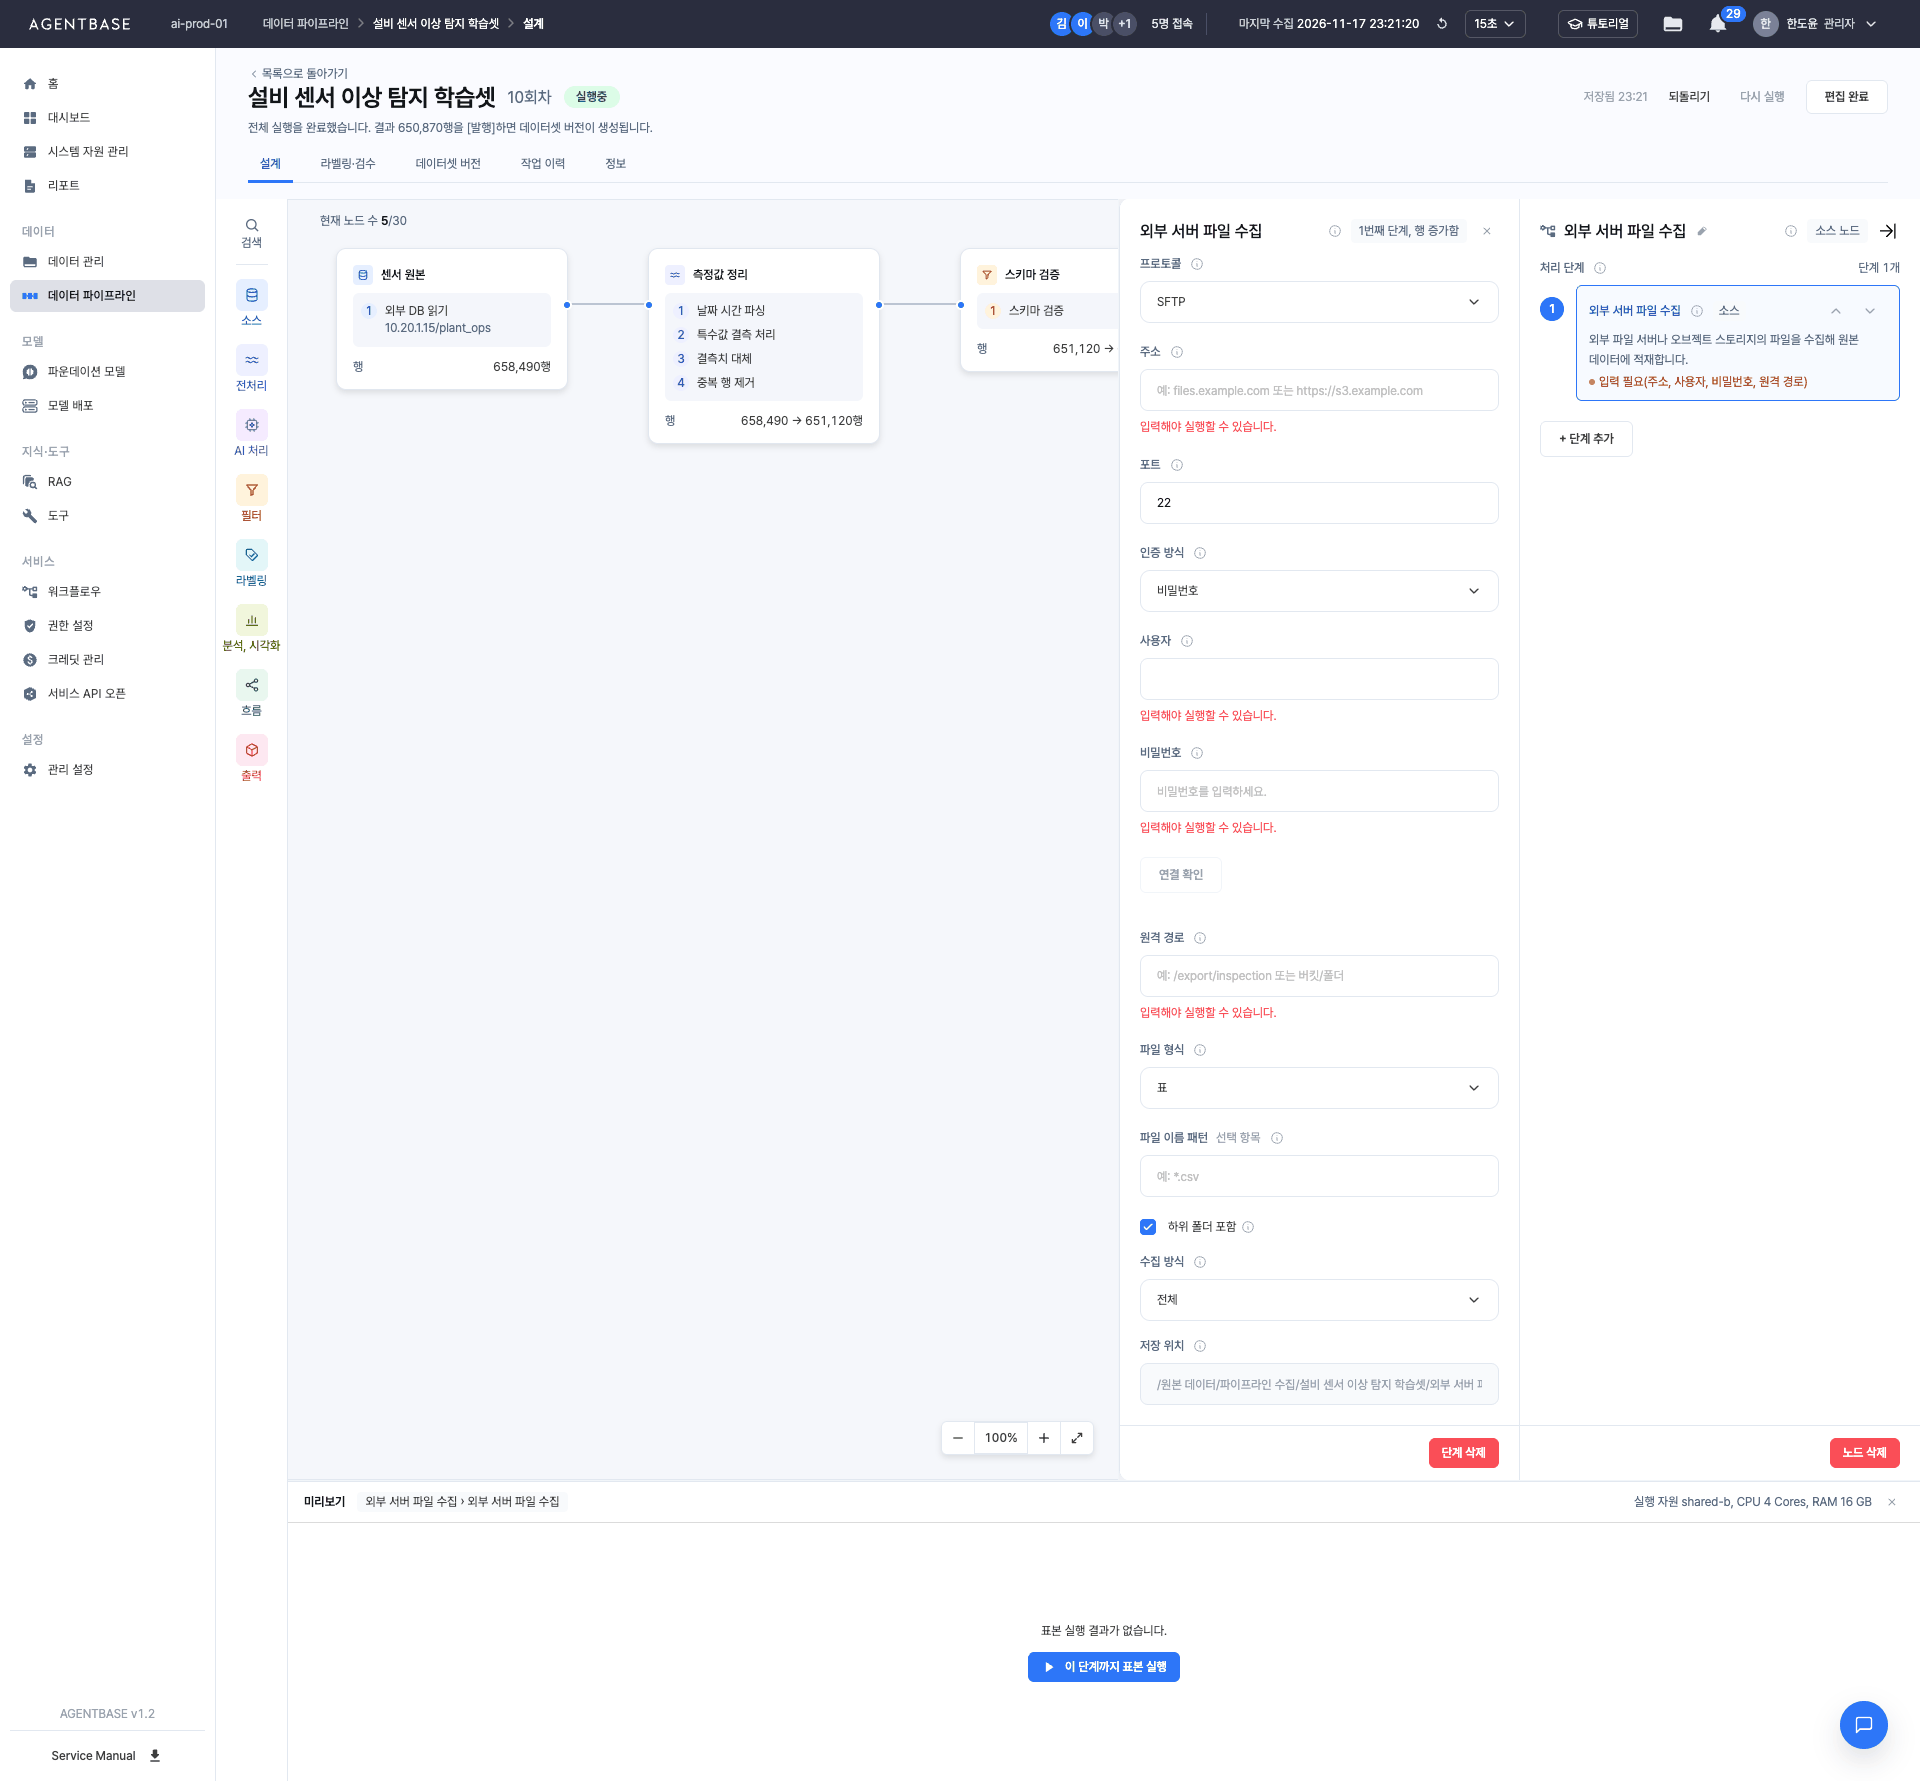 AGENTBASE
ai-prod-01
데이터 파이프라인
설비 센서 이상 탐지 학습셋
설계
김 이 박 +1
5명 접속
마지막 수집 2026-11-17 23:21:20
15초
튜토리얼
29
한
한도윤 관리자
홈
대시보드
시스템 자원 관리
리포트
데이터
데이터 관리
데이터 파이프라인
모델
파운데이션 모델
모델 배포
지식·도구
RAG
도구
서비스
워크플로우
권한 설정
크레딧 관리
서비스 API 오픈
설정
관리 설정
AGENTBASE v1.2
Service Manual
목록으로 돌아가기
설비 센서 이상 탐지 학습셋 10회차 실행중
전체 실행을 완료했습니다. 결과 650,870행을 [발행]하면 데이터셋 버전이 생성됩니다.
저장됨 23:21
되돌리기
다시 실행
편집 완료
설계
라벨링·검수
데이터셋 버전
작업 이력
정보
검색
소스
전처리
AI 처리
필터
라벨링
분석, 시각화
흐름
출력
현재 노드 수 5/30
센서 원본
1 외부 DB 읽기
10.20.1.15/plant_ops
행 658,490행
측정값 정리
1 날짜 시간 파싱
2 특수값 결측 처리
3 결측치 대체
4 중복 행 제거
행 658,490 → 651,120행
스키마 검증
1 스키마 검증
행 651,120 →
100%
외부 서버 파일 수집
1번째 단계, 행 증가함
프로토콜
SFTP
주소
예: files.example.com 또는 https://s3.example.com
입력해야 실행할 수 있습니다.
포트
22
인증 방식
비밀번호
사용자
입력해야 실행할 수 있습니다.
비밀번호
비밀번호를 입력하세요.
입력해야 실행할 수 있습니다.
연결 확인
원격 경로
예: /export/inspection 또는 버킷/폴더
입력해야 실행할 수 있습니다.
파일 형식
표
파일 이름 패턴 선택 항목
예: *.csv
하위 폴더 포함
수집 방식
전체
저장 위치
/원본 데이터/파이프라인 수집/설비 센서 이상 탐지 학습셋/외부 서버
단계 삭제
외부 서버 파일 수집
소스 노드
처리 단계
단계 1개
1
외부 서버 파일 수집 소스
외부 파일 서버나 오브젝트 스토리지의 파일을 수집해 원본
데이터에 적재합니다.
입력 필요(주소, 사용자, 비밀번호, 원격 경로)
+ 단계 추가
노드 삭제
미리보기
외부 서버 파일 수집 › 외부 서버 파일 수집
실행 자원 shared-b, CPU 4 Cores, RAM 16 GB
표본 실행 결과가 없습니다.
이 단계까지 표본 실행